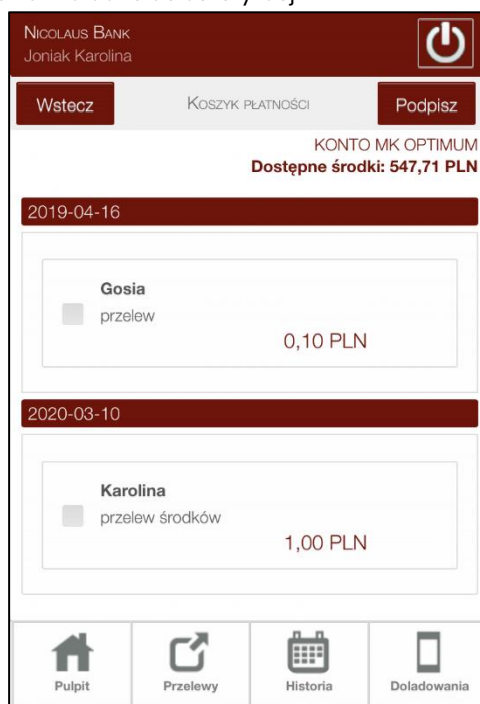 NICOLAUS BANK
Joniak Karolina
Wstecz
KOSZYK PŁATNOŚCI
Podpisz
KONTO MK OPTIMUM
Dostępne środki: 547,71 PLN
2019-04-16
Gosia
przelew
0,10 PLN
2020-03-10
Karolina
przelew środków
1,00 PLN
Pulpit
Przelewy
Historia
Doladowania